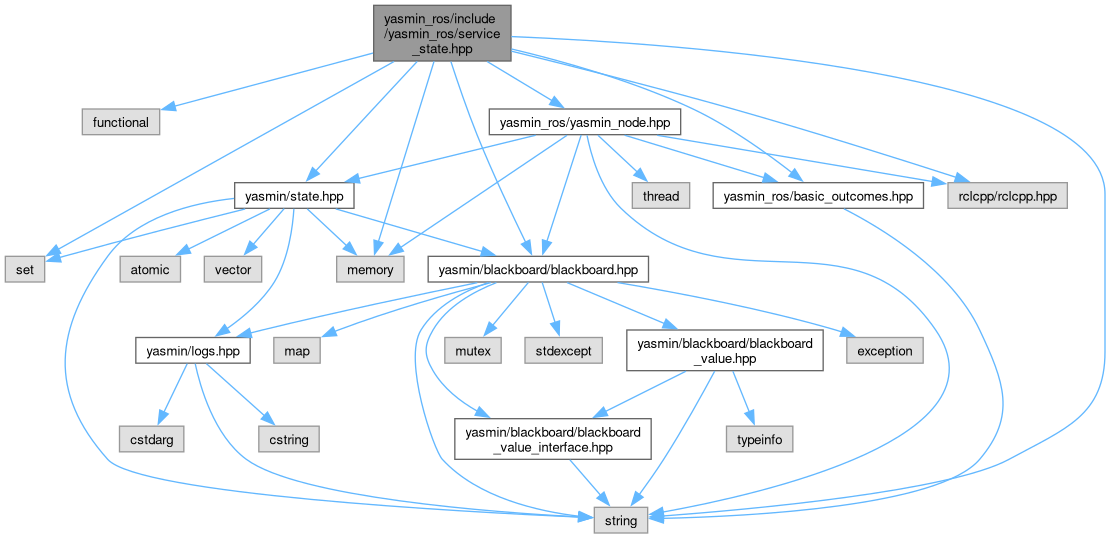 yasmin_ros/include
/yasmin_ros/service
_state.hpp
functional
yasmin_ros/yasmin_node.hpp
yasmin/state.hpp
thread
yasmin_ros/basic_outcomes.hpp
rclcpp/rclcpp.hpp
set
atomic
vector
memory
yasmin/blackboard/blackboard.hpp
yasmin/logs.hpp
map
mutex
stdexcept
yasmin/blackboard/blackboard
_value.hpp
exception
cstdarg
cstring
yasmin/blackboard/blackboard
_value_interface.hpp
typeinfo
string